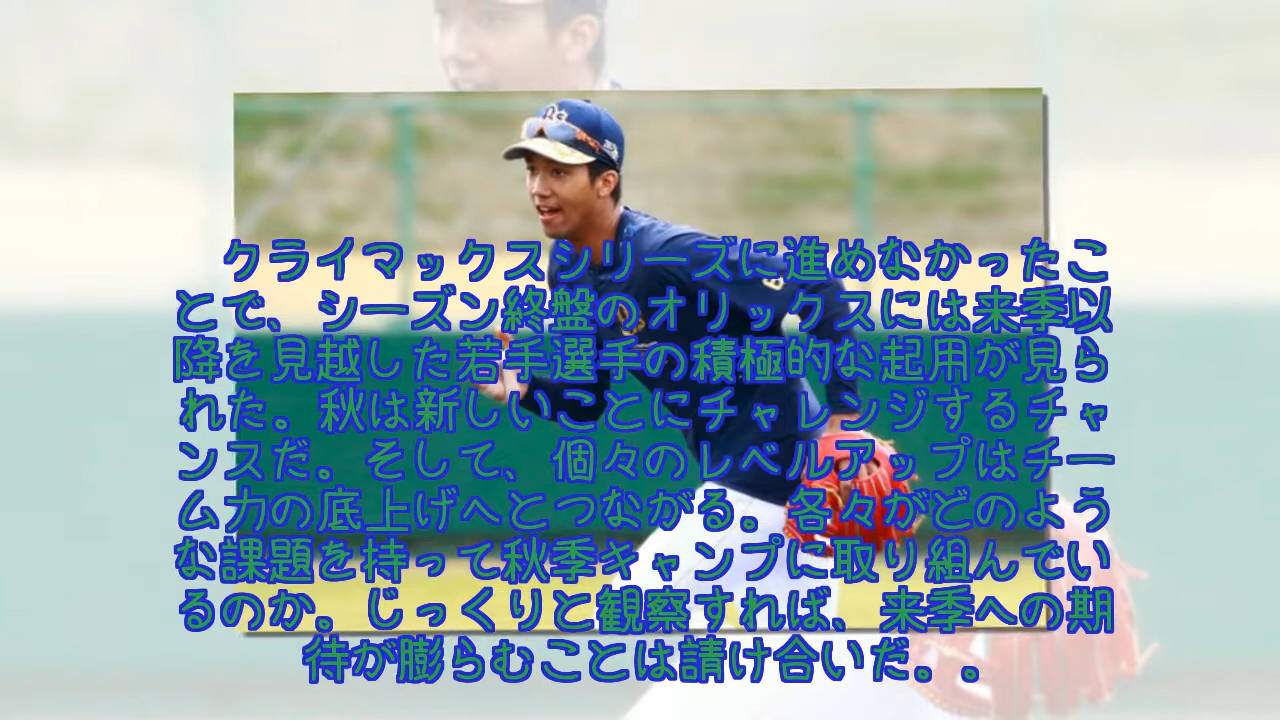 クライマックスシリーズに進めなかったこ
とで、シーズン終盤のオリックスには来季以
降を見越した若手選手の積極的な起用が見ら
れた。秋は新しいことにチャレンジするチャ
ンスだ。そして、個々のレベルアップはチー
ム力の底上げへとつながる。各々がどのよう
な課題を持って秋季キャンプに取り組んでい
るのか。じっくりと観察すれば、来季への期
待が膨らむことは請け合いだ。。